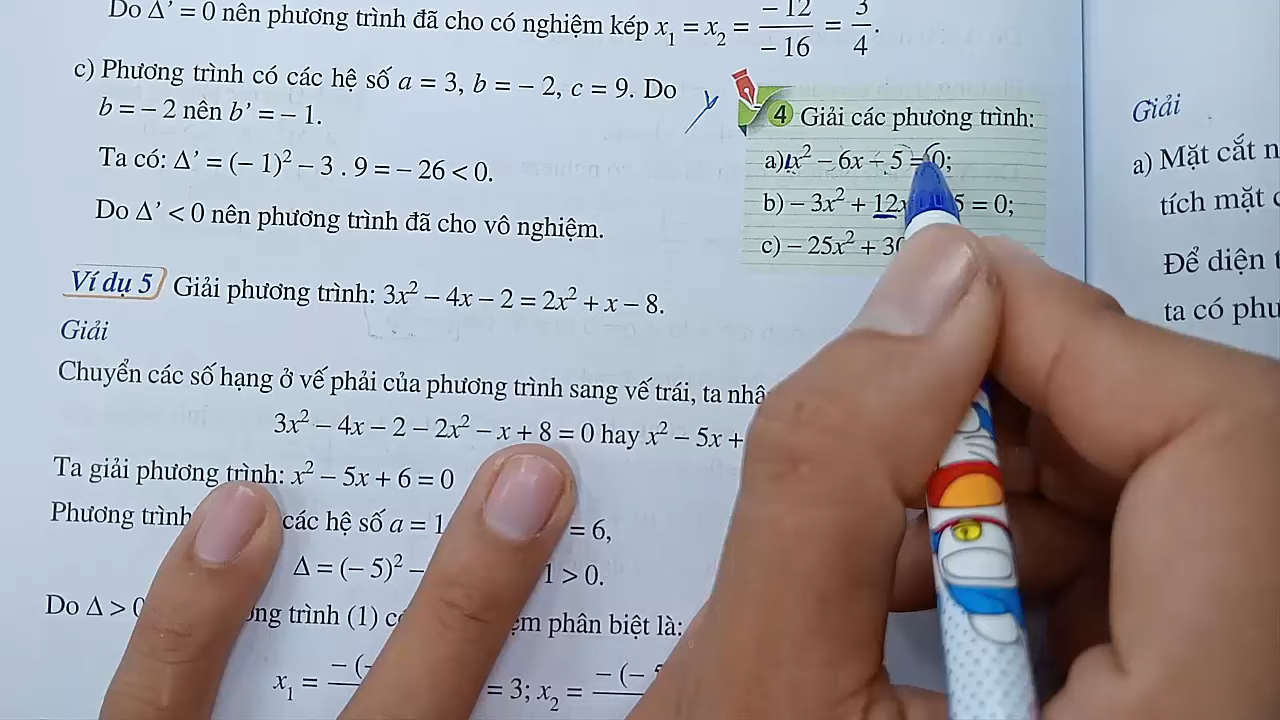 Do Δ' = 0 nên phương trình đã cho có nghiệm kép x₁ = x₂ = −12/−16 = 3/4.
c) Phương trình có các hệ số a = 3, b = − 2, c = 9. Do
b = − 2 nên b' = − 1.
Ta có: Δ' = (− 1)² − 3 . 9 = − 26 < 0.
Do Δ' < 0 nên phương trình đã cho vô nghiệm.
4 Giải các phương trình:
a) x² − 6x − 5 = 0;
b) − 3x² + 12x 5 = 0;
c) − 25x² + 30
Ví dụ 5 Giải phương trình: 3x² − 4x − 2 = 2x² + x − 8.
Giải
Chuyển các số hạng ở vế phải của phương trình sang vế trái, ta
3x² − 4x − 2 − 2x² − x + 8 = 0 hay x² − 5x +
Ta giải phương trình: x² − 5x + 6 = 0
Phương trình các hệ số a = 1 = 6,
Δ = (− 5)² − 1 > 0.
Do Δ > 0 trình (1) phân biệt là:
x₁ = = 3; x₂ =
Giải
a) Mặt cắt
tích mặt
Để diện
ta có